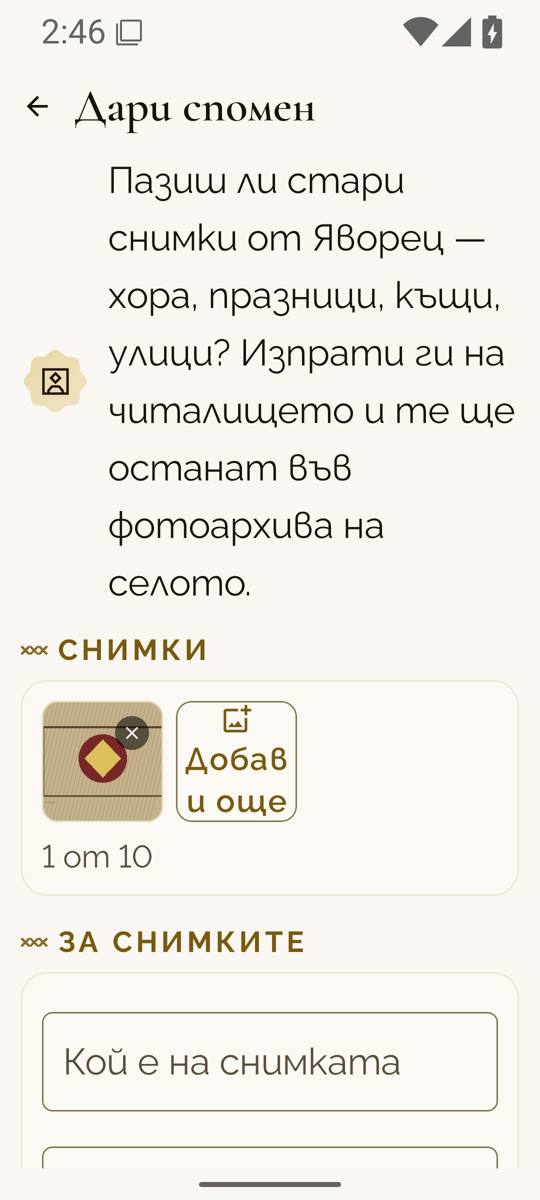 2:46
Дари спомен
Пазиш ли стари
снимки от Яворец —
хора, празници, къщи,
улици? Изпрати ги на
читалището и те ще
останат във
фотоархива на
селото.
СНИМКИ
Добав
и още
1 от 10
ЗА СНИМКИТЕ
Кой е на снимката